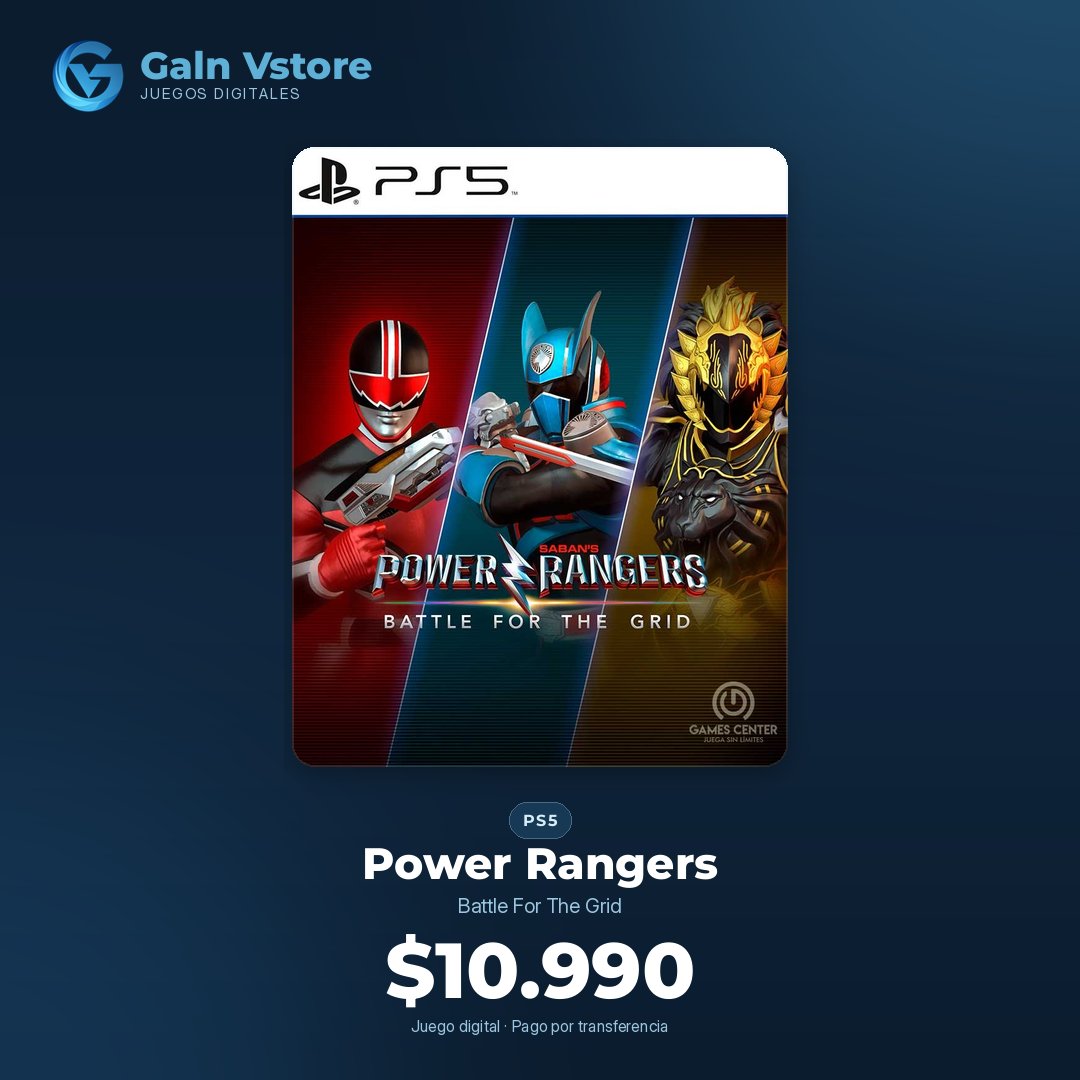 Galn Vstore
JUEGOS DIGITALES
PS5
SABAN'S
POWER RANGERS
BATTLE FOR THE GRID
GAMES CENTER
JUEGA SIN LÍMITES
PS5
Power Rangers
Battle For The Grid
$10.990
Juego digital · Pago por transferencia